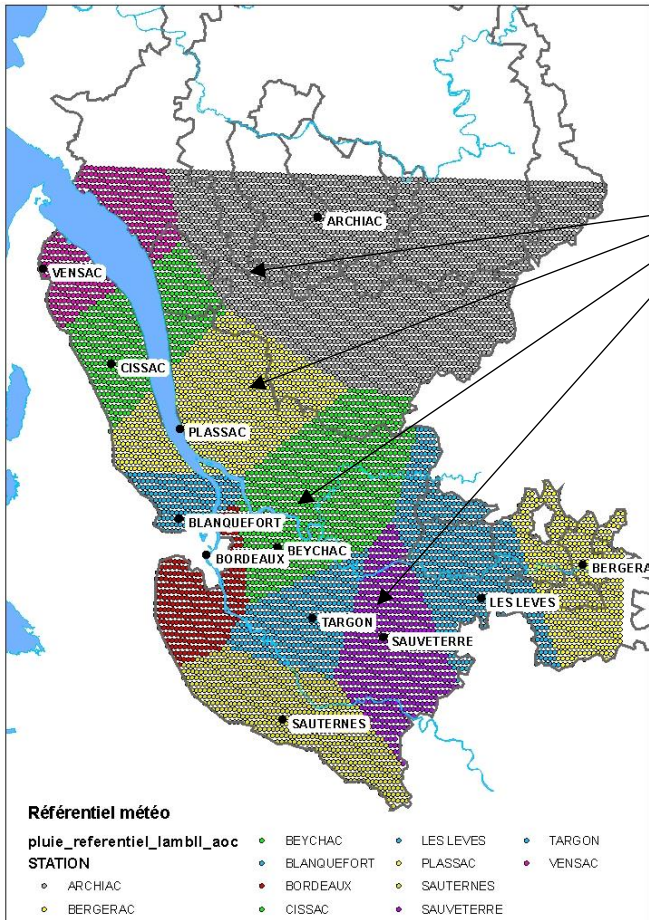 ARCHIAC
VENSAC
CISSAC
PLASSAC
BLANQUEFORT
BORDEAUX
BEYCHAC
BERGERA
LES LEVES
TARGON
SAUVETERRE
SAUTERNES
Référentiel météo
pluie_referentiel_lambII_aoc
STATION
ARCHIAC
BERGERAC
BEYCHAC
BLANQUEFORT
BORDEAUX
CISSAC
LES LEVES
PLASSAC
SAUTERNES
SAUVETERRE
TARGON
VENSAC